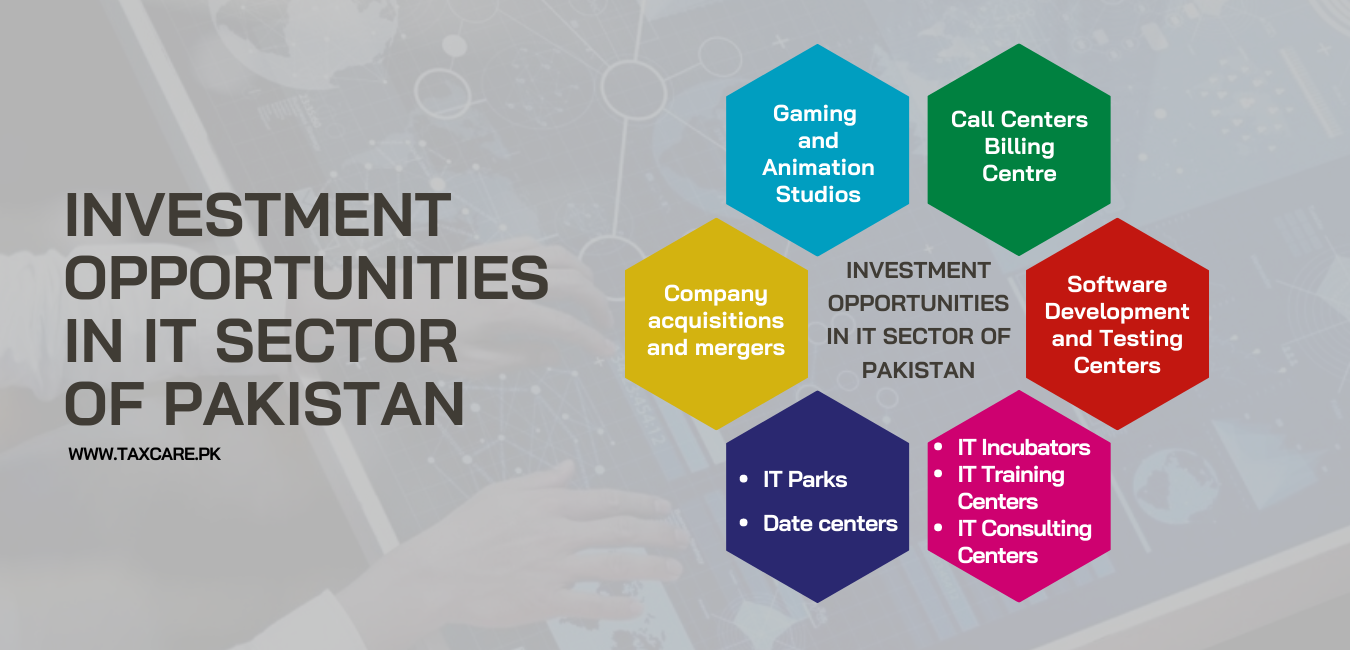 INVESTMENT
OPPORTUNITIES
IN IT SECTOR
OF PAKISTAN
WWW.TAXCARE.PK
Gaming
and
Animation
Studios
Call Centers
Billing
Centre
Company
acquisitions
and mergers
INVESTMENT
OPPORTUNITIES
IN IT SECTOR OF
PAKISTAN
Software
Development
and Testing
Centers
• IT Parks
• Date centers
• IT Incubators
• IT Training
Centers
• IT Consulting
Centers